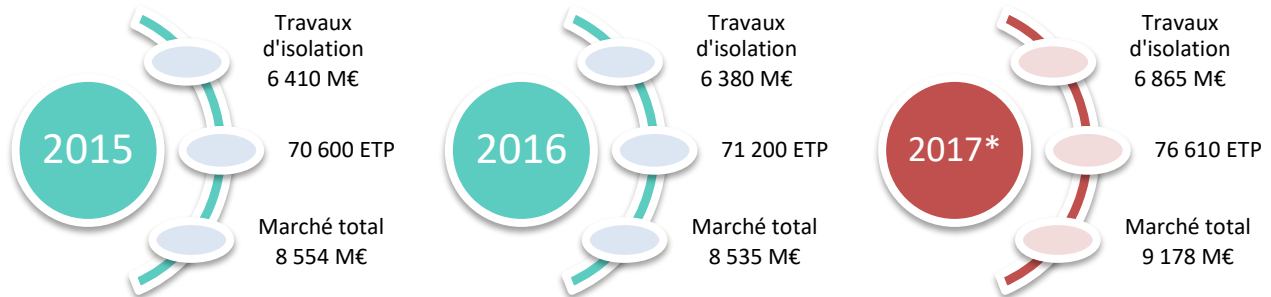 2015
Travaux
d'isolation
6 410 M€
70 600 ETP
Marché total
8 554 M€
2016
Travaux
d'isolation
6 380 M€
71 200 ETP
Marché total
8 535 M€
2017*
Travaux
d'isolation
6 865 M€
76 610 ETP
Marché total
9 178 M€